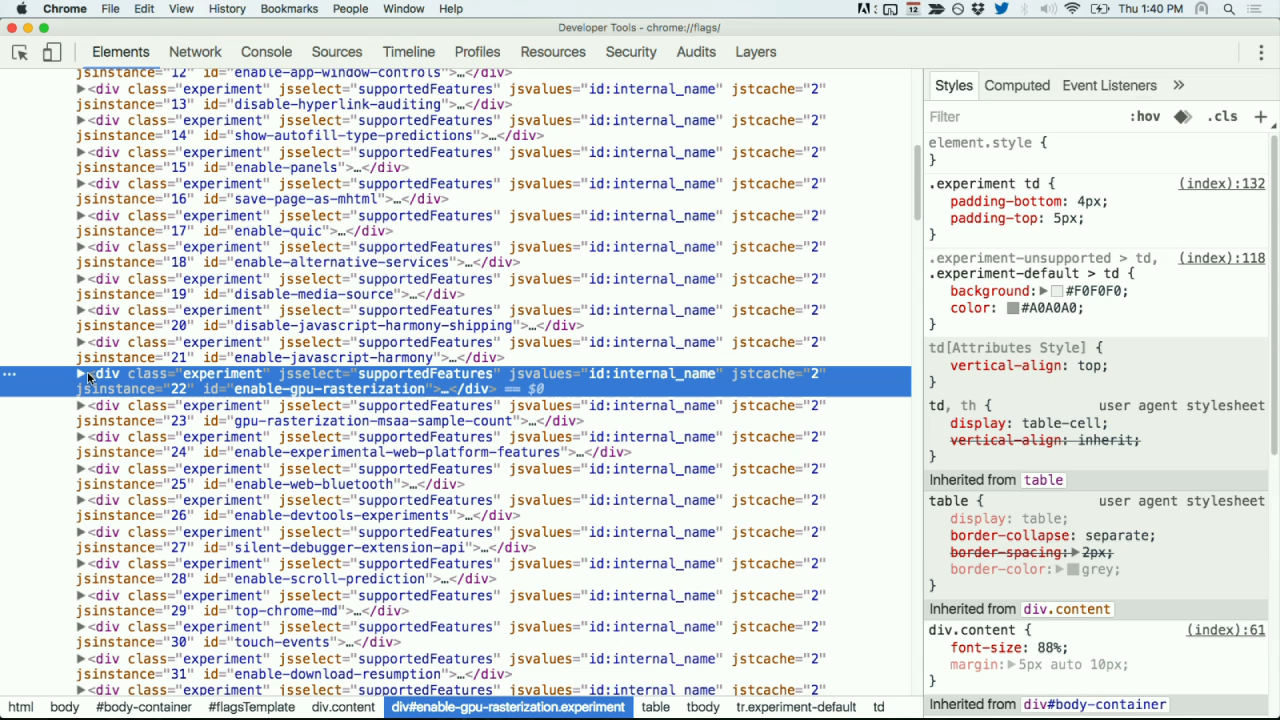 Chrome File Edit View History Bookmarks People Window Help
12
Thu 1:40 PM
Developer Tools - chrome://flags/
Elements Network Console Sources Timeline Profiles Resources Security Audits Layers
jsinstance="12" id="enable-app-window-controls">…</div>
▶<div class="experiment" jsselect="supportedFeatures" jsvalues="id:internal_name" jstcache="2"
jsinstance="13" id="disable-hyperlink-auditing">…</div>
▶<div class="experiment" jsselect="supportedFeatures" jsvalues="id:internal_name" jstcache="2"
jsinstance="14" id="show-autofill-type-predictions">…</div>
▶<div class="experiment" jsselect="supportedFeatures" jsvalues="id:internal_name" jstcache="2"
jsinstance="15" id="enable-panels">…</div>
▶<div class="experiment" jsselect="supportedFeatures" jsvalues="id:internal_name" jstcache="2"
jsinstance="16" id="save-page-as-mhtml">…</div>
▶<div class="experiment" jsselect="supportedFeatures" jsvalues="id:internal_name" jstcache="2"
jsinstance="17" id="enable-quic">…</div>
▶<div class="experiment" jsselect="supportedFeatures" jsvalues="id:internal_name" jstcache="2"
jsinstance="18" id="enable-alternative-services">…</div>
▶<div class="experiment" jsselect="supportedFeatures" jsvalues="id:internal_name" jstcache="2"
jsinstance="19" id="disable-media-source">…</div>
▶<div class="experiment" jsselect="supportedFeatures" jsvalues="id:internal_name" jstcache="2"
jsinstance="20" id="disable-javascript-harmony-shipping">…</div>
▶<div class="experiment" jsselect="supportedFeatures" jsvalues="id:internal_name" jstcache="2"
jsinstance="21" id="enable-javascript-harmony">…</div>
▶<div class="experiment" jsselect="supportedFeatures" jsvalues="id:internal_name" jstcache="2"
jsinstance="22" id="enable-gpu-rasterization">…</div> == $0
▶<div class="experiment" jsselect="supportedFeatures" jsvalues="id:internal_name" jstcache="2"
jsinstance="23" id="gpu-rasterization-msaa-sample-count">…</div>
▶<div class="experiment" jsselect="supportedFeatures" jsvalues="id:internal_name" jstcache="2"
jsinstance="24" id="enable-experimental-web-platform-features">…</div>
▶<div class="experiment" jsselect="supportedFeatures" jsvalues="id:internal_name" jstcache="2"
jsinstance="25" id="enable-web-bluetooth">…</div>
▶<div class="experiment" jsselect="supportedFeatures" jsvalues="id:internal_name" jstcache="2"
jsinstance="26" id="enable-devtools-experiments">…</div>
▶<div class="experiment" jsselect="supportedFeatures" jsvalues="id:internal_name" jstcache="2"
jsinstance="27" id="silent-debugger-extension-api">…</div>
▶<div class="experiment" jsselect="supportedFeatures" jsvalues="id:internal_name" jstcache="2"
jsinstance="28" id="enable-scroll-prediction">…</div>
▶<div class="experiment" jsselect="supportedFeatures" jsvalues="id:internal_name" jstcache="2"
jsinstance="29" id="top-chrome-md">…</div>
▶<div class="experiment" jsselect="supportedFeatures" jsvalues="id:internal_name" jstcache="2"
jsinstance="30" id="touch-events">…</div>
▶<div class="experiment" jsselect="supportedFeatures" jsvalues="id:internal_name" jstcache="2"
jsinstance="31" id="enable-download-resumption">…</div>
▶<div class="experiment" jsselect="supportedFeatures" jsvalues="id:internal_name" jstcache="2"
html body #body-container #flagsTemplate div.content div#enable-gpu-rasterization.experiment table tbody tr.experiment-default td
Styles Computed Event Listeners »
Filter :hov .cls +
element.style {
}
.experiment td { (index):132
padding-bottom: 4px;
padding-top: 5px;
}
.experiment-unsupported > td, (index):118
.experiment-default > td {
background:▶#F0F0F0;
color: #A0A0A0;
}
td[Attributes Style] {
vertical-align: top;
}
td, th { user agent stylesheet
display: table-cell;
vertical-align: inherit;
}
Inherited from table
table { user agent stylesheet
display: table;
border-collapse: separate;
border-spacing:▶2px;
border-color:▶grey;
}
Inherited from div.content
div.content { (index):61
font-size: 88%;
margin:▶5px auto 10px;
}
Inherited from div#body-container